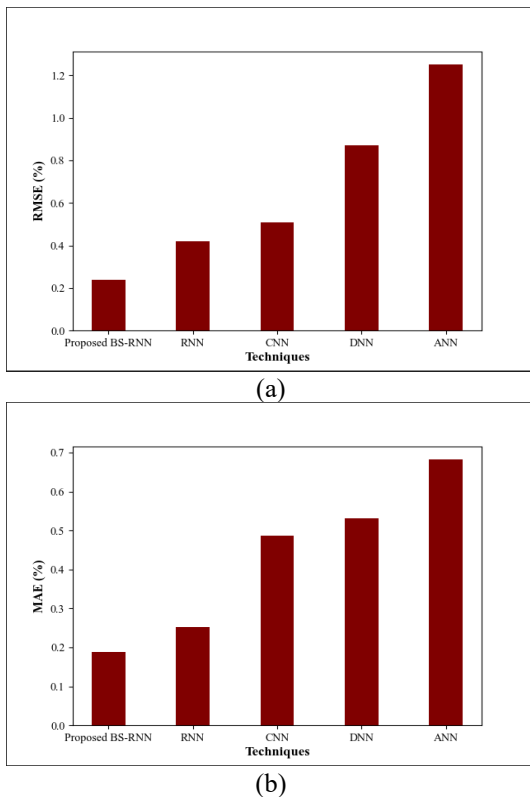 1.2
1.0
0.8
0.6
0.4
0.2
0.0
RMSE (%)
Proposed BS-RNN RNN CNN DNN ANN
Techniques
(a)
0.7
0.6
0.5
0.4
0.3
0.2
0.1
0.0
MAE (%)
Proposed BS-RNN RNN CNN DNN ANN
Techniques
(b)